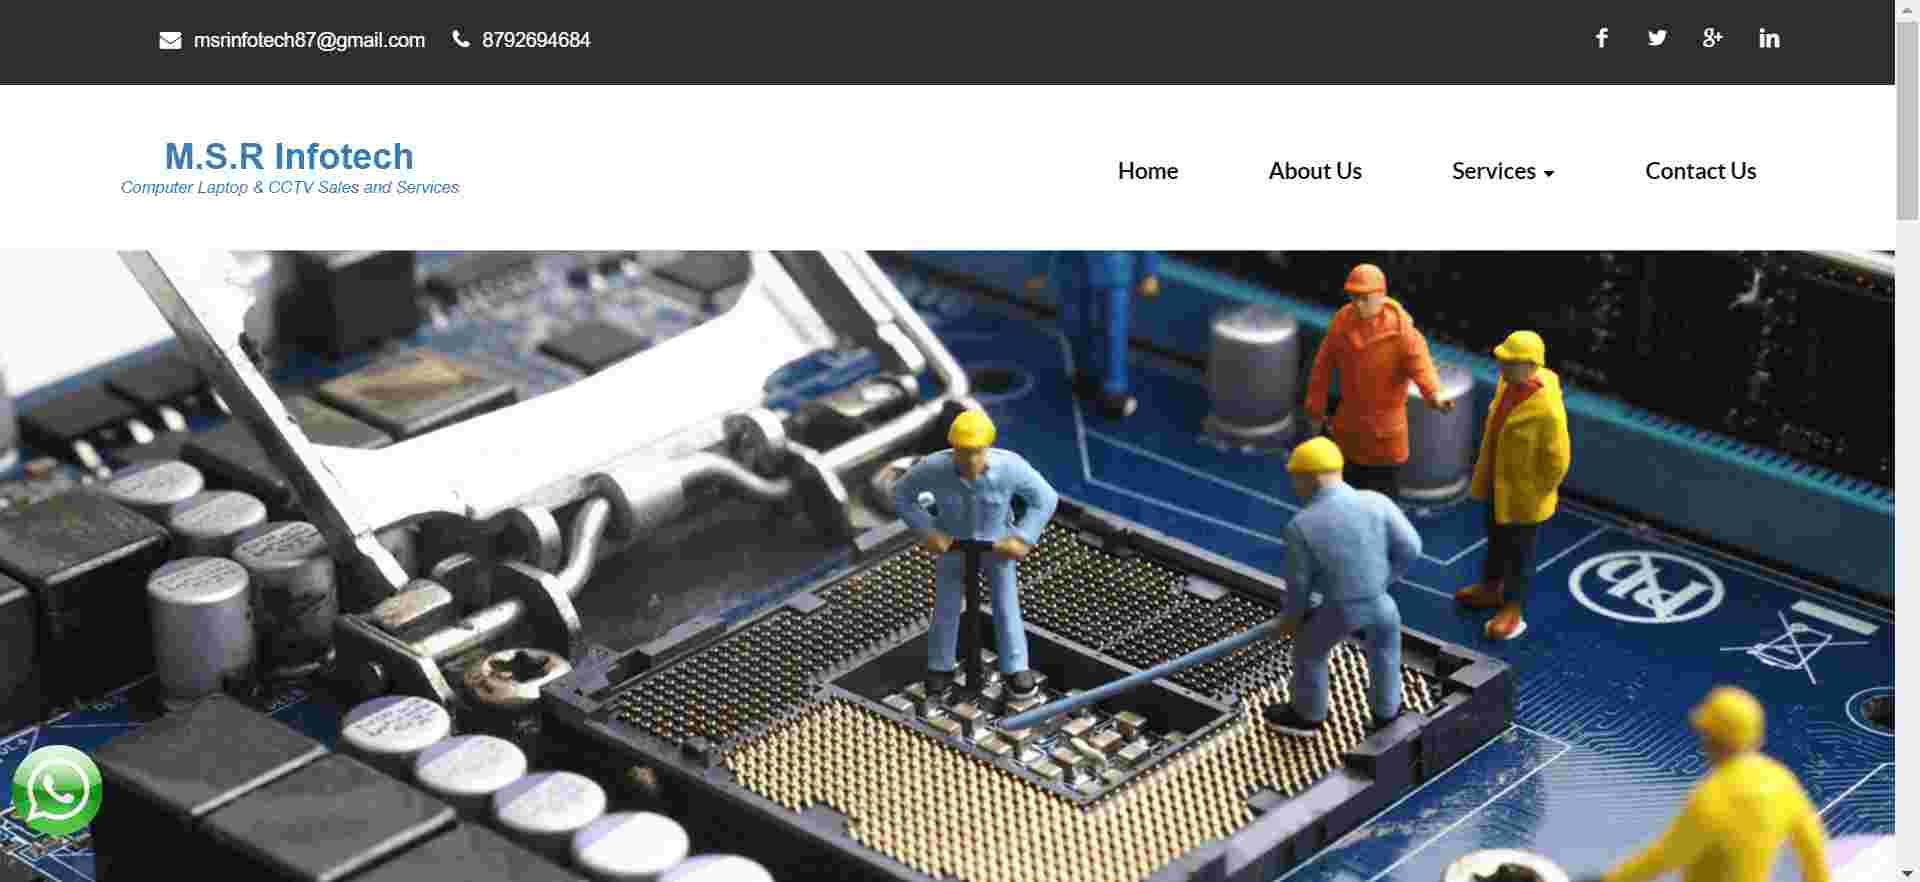 msrinfotech87@gmail.com 8792694684
M.S.R Infotech
Computer Laptop & CCTV Sales and Services
Home About Us Services Contact Us